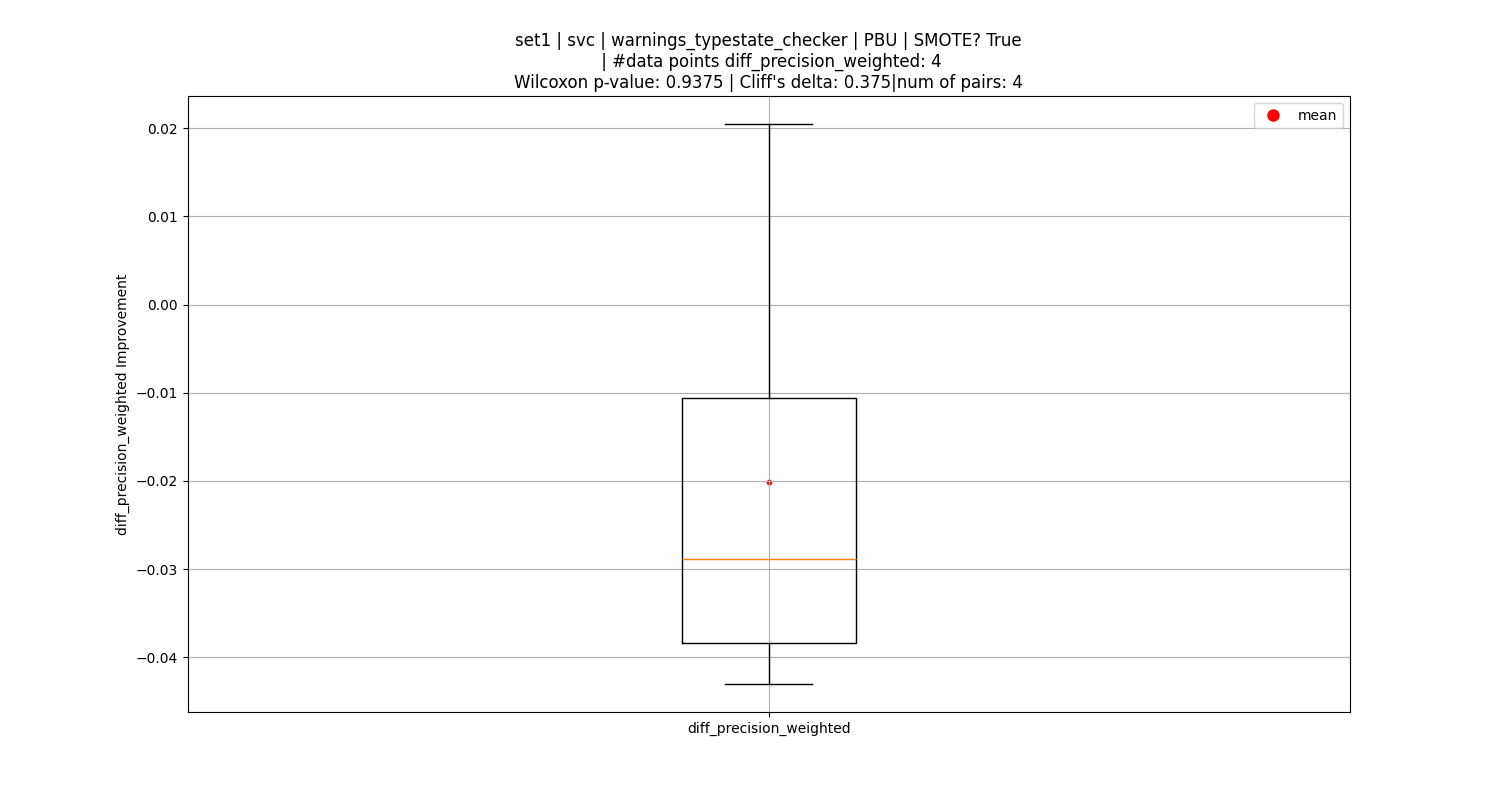 set1 | svc | warnings_typestate_checker | PBU | SMOTE? True
| #data points diff_precision_weighted: 4
Wilcoxon p-value: 0.9375 | Cliff's delta: 0.375|num of pairs: 4
mean
0.02
0.01
0.00
−0.01
−0.02
−0.03
−0.04
diff_precision_weighted Improvement
diff_precision_weighted